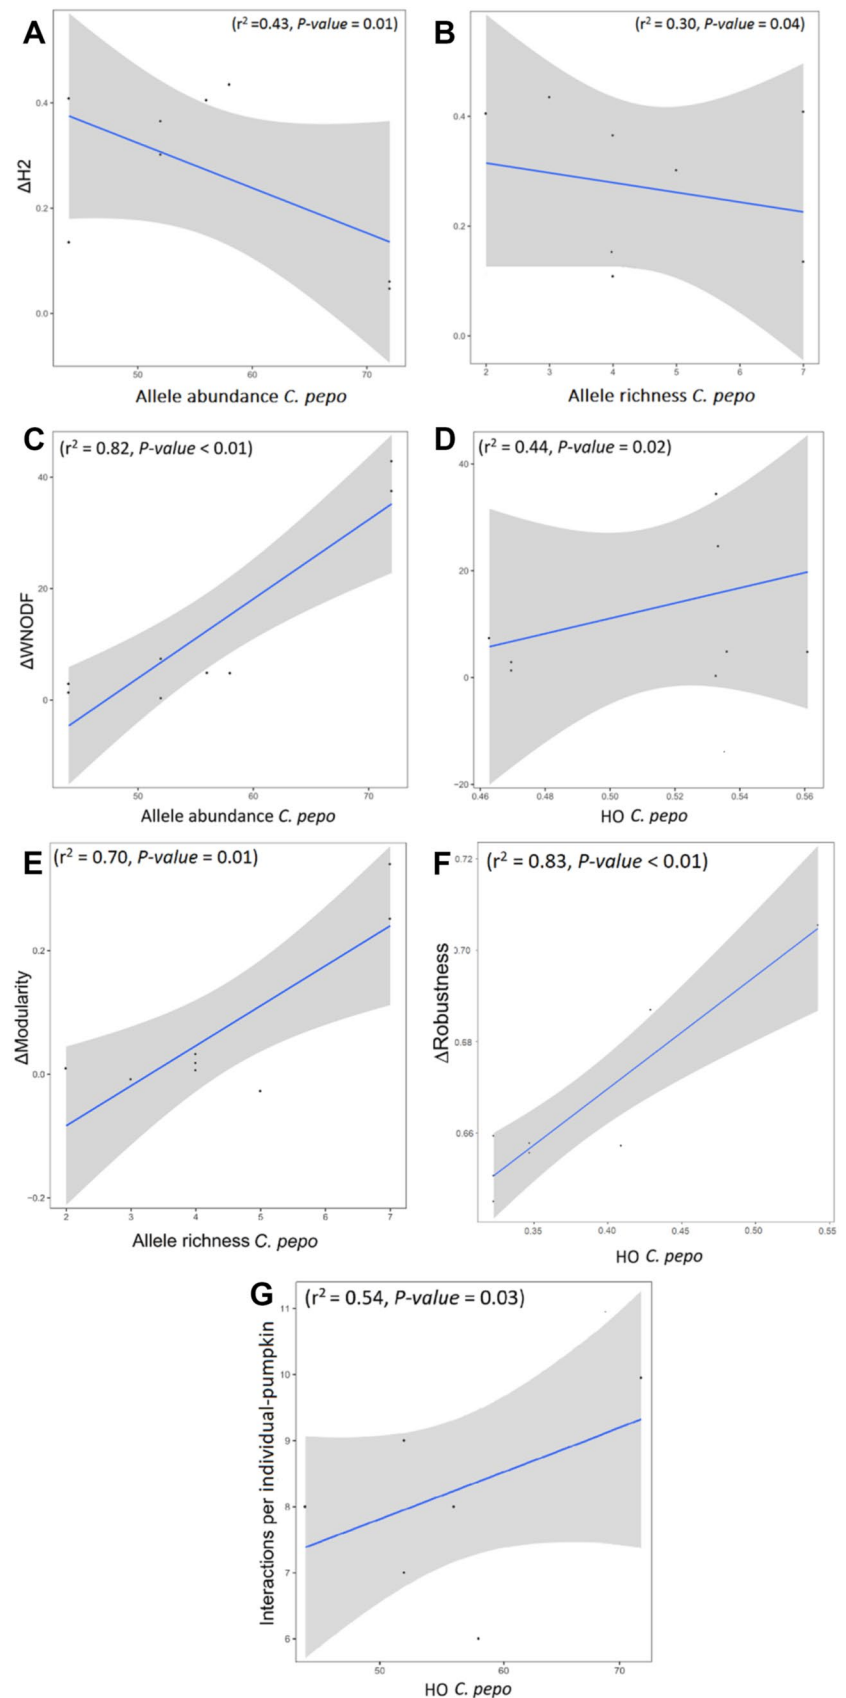 A
(r² =0.43, P-value = 0.01)
ΔH2
0.4
0.2
0.0
50 60 70
Allele abundance C. pepo
B
(r² = 0.30, P-value = 0.04)
0.4
0.2
0.0
2 3 4 5 6 7
Allele richness C. pepo
C
(r² = 0.82, P-value < 0.01)
ΔWNODF
40
20
0
50 60 70
Allele abundance C. pepo
D
(r² = 0.44, P-value = 0.02)
40
20
0
−20
0.46 0.48 0.50 0.52 0.54 0.56
HO C. pepo
E
(r² = 0.70, P-value = 0.01)
ΔModularity
0.2
0.0
−0.2
2 3 4 5 6 7
Allele richness C. pepo
F
(r² = 0.83, P-value < 0.01)
ΔRobustness
0.72
0.70
0.68
0.66
0.35 0.40 0.45 0.50 0.55
HO C. pepo
G
(r² = 0.54, P-value = 0.03)
Interactions per individual-pumpkin
11
10
9
8
7
6
50 60 70
HO C. pepo